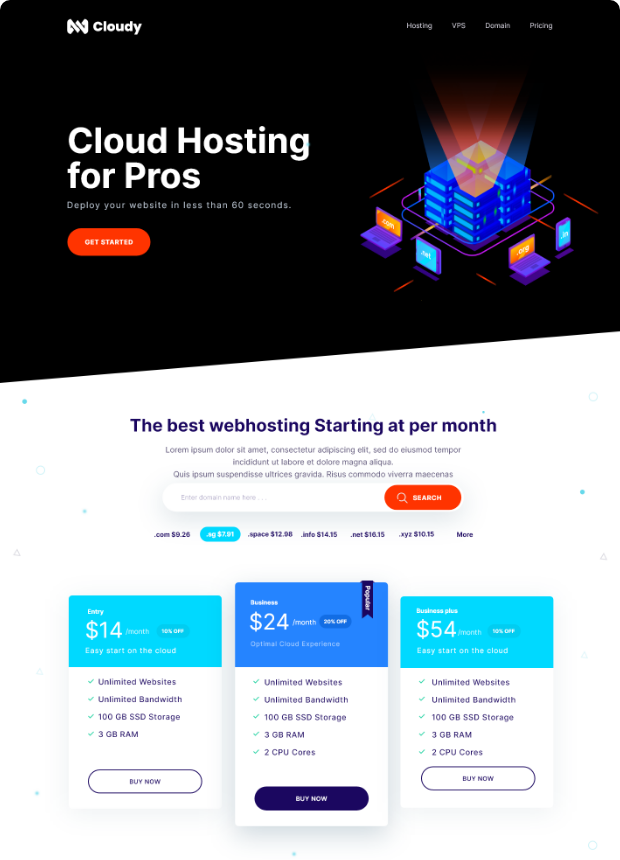 Cloudy
Hosting VPS Domain Pricing
Cloud Hosting
for Pros
Deploy your website in less than 60 seconds.
GET STARTED
.com
.net
.org
.in
The best webhosting Starting at per month
Lorem ipsum dolor sit amet, consectetur adipiscing elit, sed do eiusmod tempor
incididunt ut labore et dolore magna aliqua.
Quis ipsum suspendisse ultrices gravida. Risus commodo viverra maecenas
Enter domain name here . . . .
SEARCH
.com $9.26 .sg $7.91 .space $12.98 .info $14.15 .net $16.15 .xyz $10.15 More
Entry
$14 /month 10% OFF
Easy start on the cloud
Unlimited Websites
Unlimited Bandwidth
100 GB SSD Storage
3 GB RAM
BUY NOW
Popular
Business
$24 /month 20% OFF
Optimal Cloud Experience
Unlimited Websites
Unlimited Bandwidth
100 GB SSD Storage
3 GB RAM
2 CPU Cores
BUY NOW
Business plus
$54 /month 10% OFF
Easy start on the cloud
Unlimited Websites
Unlimited Bandwidth
100 GB SSD Storage
3 GB RAM
2 CPU Cores
BUY NOW